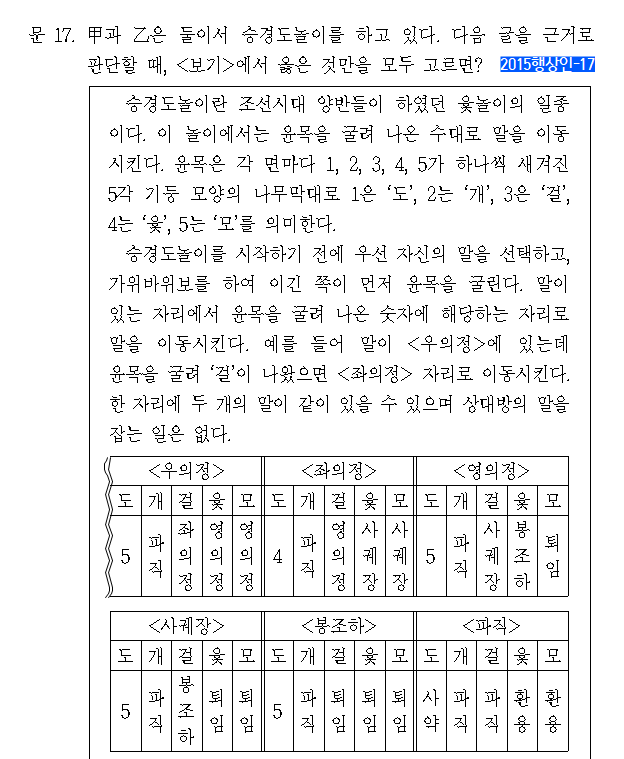 문 17. 甲과 乙은 둘이서 승경도놀이를 하고 있다. 다음 글을 근거로
판단할 때, <보기>에서 옳은 것만을 모두 고르면? 2015행상인-17
승경도놀이란 조선시대 양반들이 하였던 윷놀이의 일종
이다. 이 놀이에서는 윤목을 굴려 나온 수대로 말을 이동
시킨다. 윤목은 각 면마다 1, 2, 3, 4, 5가 하나씩 새겨진
5각 기둥 모양의 나무막대로 1은 ‘도’, 2는 ‘개’, 3은 ‘걸’,
4는 ‘윷’, 5는 ‘모’를 의미한다.
승경도놀이를 시작하기 전에 우선 자신의 말을 선택하고,
가위바위보를 하여 이긴 쪽이 먼저 윤목을 굴린다. 말이
있는 자리에서 윤목을 굴려 나온 숫자에 해당하는 자리로
말을 이동시킨다. 예를 들어 말이 <우의정>에 있는데
윤목을 굴려 ‘걸’이 나왔으면 <좌의정> 자리로 이동시킨다.
한 자리에 두 개의 말이 같이 있을 수 있으며 상대방의 말을
잡는 일은 없다.
<우의정> <좌의정> <영의정>
도 개 걸 윷 모 도 개 걸 윷 모 도 개 걸 윷 모
5 파직 좌의정 영의정 영의정 4 파직 영의정 사궤장 사궤장 5 파직 사궤장 봉조하 퇴임
<사궤장> <봉조하> <파직>
도 개 걸 윷 모 도 개 걸 윷 모 도 개 걸 윷 모
5 파직 봉조하 퇴임 퇴임 5 파직 퇴임 퇴임 퇴임 사약 파직 파직 환용 환용